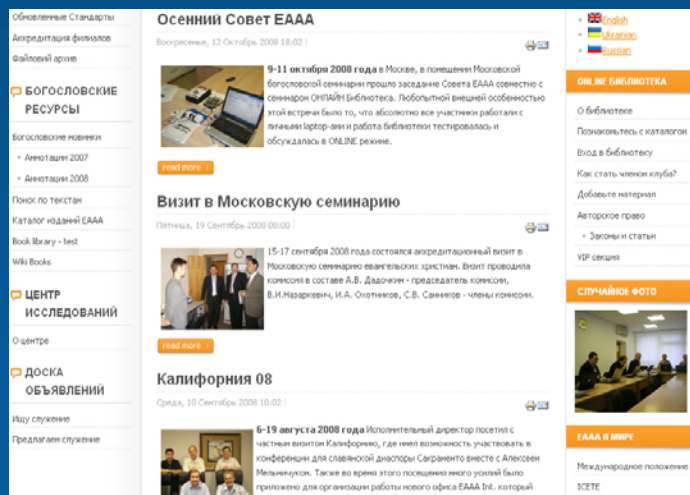 Обновленные Стандарты
Аккредитация филиалов
Файловий архив
БОГОСЛОВСКИЕ
РЕСУРСЫ
Богословские новинки
Аннотации 2007
Аннотации 2008
Поиск по текстам
Каталог изданий ЕААА
Book library - test
Wiki Books
ЦЕНТР
ИССЛЕДОВАНИЙ
О центре
ДОСКА
ОБЪЯВЛЕНИЙ
Ищу служение
Предлагаем служение
Осенний Совет ЕААА
Воскресенье, 12 Октябрь 2008 18:02
9-11 октября 2008 года в Москве, в помещении Московской
богословской семинарии прошло заседание Совета ЕААА совместно с
семинаром ОНЛАЙН Библиотека. Любопытной внешней особенностью
этой встречи было то, что абсолютно все участники работали с
личными laptop-ами и работа библиотеки тестировалась и
обсуждалась в ONLINE режиме.
read more
Визит в Московскую семинарию
Пятница, 19 Сентябрь 2008 00:00
15-17 сентября 2008 года состоялся аккредитационный визит в
Московскую семинарию евангельских христиан. Визит проводила
комиссия в составе А.В. Дадочкин - председатель комиссии,
В.И.Назаркевич, И.А. Охотников, С.В. Санников - члены комиссии.
read more
Калифорния 08
Среда, 10 Сентябрь 2008 10:02
6-19 августа 2008 года Исполнительный директор посетил с
частным визитом Калифорнию, где имел возможность участвовать в
конференции для славянской диаспоры Сакраменто вместе с Алексеем
Мельничуком. Также во время этого посещения много усилий было
приложено для организации работы нового офиса ЕААА Int. который
English
Ukrainian
Russian
ONLINE БИБЛИОТЕКА
О библиотеке
Познакомьтесь с каталогом
Вход в библиотеку
Как стать членом клуба?
Добавьте материал
Авторское право
Законы и статьи
VIP секция
СЛУЧАЙНОЕ ФОТО
ЕААА В МИРЕ
Международное положение
ICETE